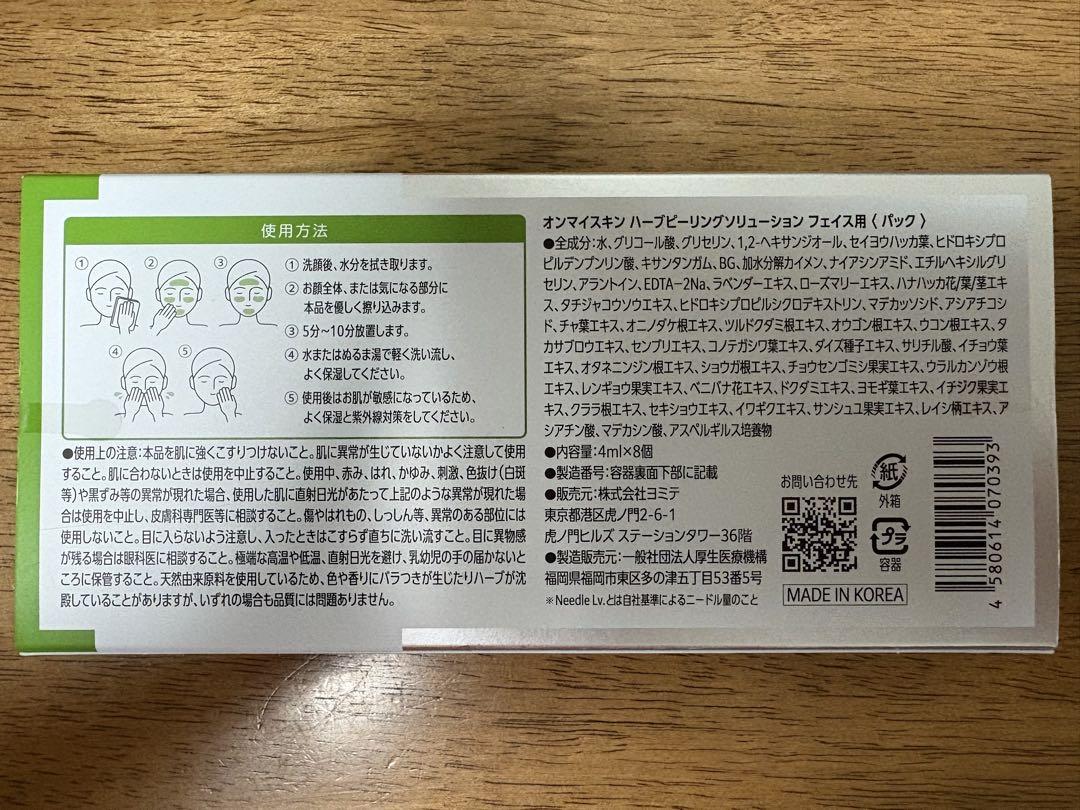 使用方法
①
②
③
④
⑤
①洗顔後、水分を拭き取ります。
②お顔全体、または気になる部分に
本品を優しく擦り込みます。
③5分〜10分放置します。
④水またはぬるま湯で軽く洗い流し、
よく保湿してください。
⑤使用後はお肌が敏感になっているため、
よく保湿と紫外線対策をしてください。
●使用上の注意:本品を肌に強くこすりつけないこと。肌に異常が生じていないかよく注意して使用
すること。肌に合わないときは使用を中止すること。使用中、赤み、はれ、かゆみ、刺激、色抜け(白斑
等)や黒ずみ等の異常が現れた場合、使用した肌に直射日光があたって上記のような異常が現れた場
合は使用を中止し、皮膚科専門医等に相談すること。傷やはれもの、しっしん等、異常のある部位には
使用しないこと。目に入らないよう注意し、入ったときはこすらず直ちに洗い流すこと。目に異物感
が残る場合は眼科医に相談すること。極端な高温や低温、直射日光を避け、乳幼児の手の届かないと
ころに保管すること。天然由来原料を使用しているため、色や香りにバラつきが生じたりハーブが沈
殿していることがありますが、いずれの場合も品質には問題ありません。
オンマイスキン ハーブピーリングソリューション フェイス用〈パック〉
●全成分:水、グリコール酸、グリセリン、1,2-ヘキサンジオール、セイヨウハッカ葉、ヒドロキシプロ
ピルデンプンリン酸、キサンタンガム、BG、加水分解カイメン、ナイアシンアミド、エチルヘキシルグリ
セリン、アラントイン、EDTA-2Na、ラベンダーエキス、ローズマリーエキス、ハナハッカ花/葉/茎エキ
ス、タチジャコウソウエキス、ヒドロキシプロピルシクロデキストリン、マデカッソシド、アシアチコシ
ド、チャ葉エキス、オニノダケ根エキス、ツルドクダミ根エキス、オウゴン根エキス、ウコン根エキス、タ
カサブロウエキス、センブリエキス、コノテガシワ葉エキス、ダイズ種子エキス、サリチル酸、イチョウ葉
エキス、オタネニンジン根エキス、ショウガ根エキス、チョウセンゴミシ果実エキス、ウラルカンゾウ根
エキス、レンギョウ果実エキス、ベニバナ花エキス、ドクダミエキス、ヨモギ葉エキス、イチジク果実エ
キス、クララ根エキス、セキショウエキス、イワギクエキス、サンシュユ果実エキス、レイシ柄エキス、ア
シアチン酸、マデカシン酸、アスペルギルス培養物
●内容量:4ml×8個
●製造番号:容器裏面下部に記載
●販売元:株式会社ヨミテ
東京都港区虎ノ門2-6-1
虎ノ門ヒルズ ステーションタワー36階
●製造販売元:一般社団法人厚生医療機構
福岡県福岡市東区多の津五丁目53番5号
※Needle Lv.とは自社基準によるニードル量のこと
お問い合わせ先
MADE IN KOREA
紙
外箱
プラ
容器
4 580614 070393